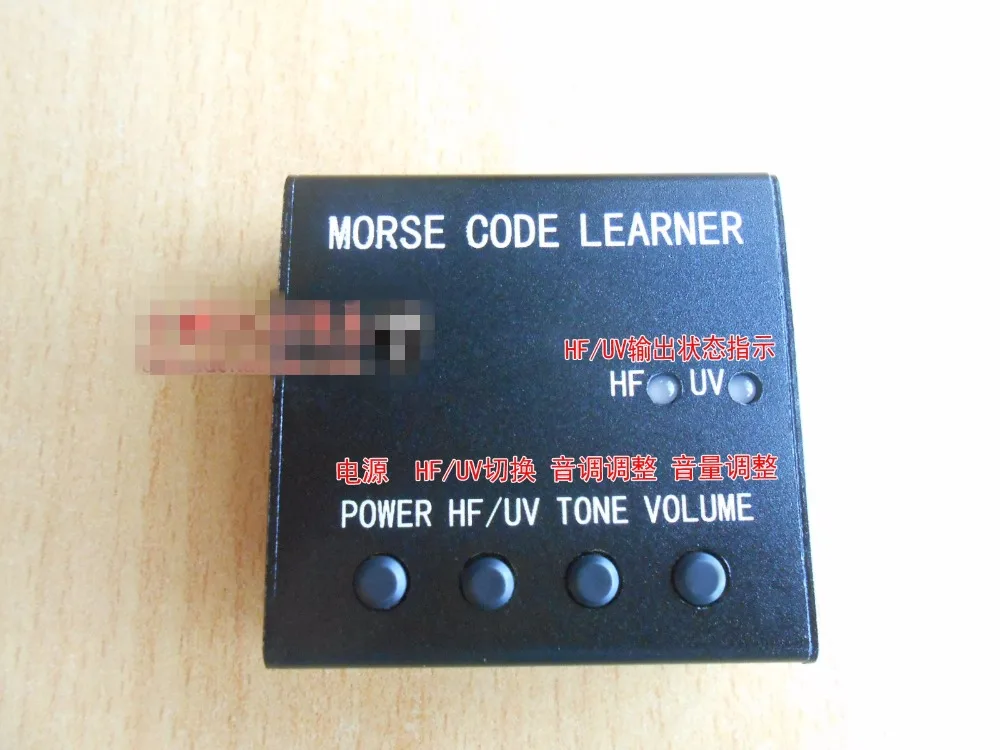 MORSE CODE LEARNER
HF/UV输出状态指示
HF UV
电源 HF/UV切换 音调调整 音量调整
POWER HF/UV TONE VOLUME